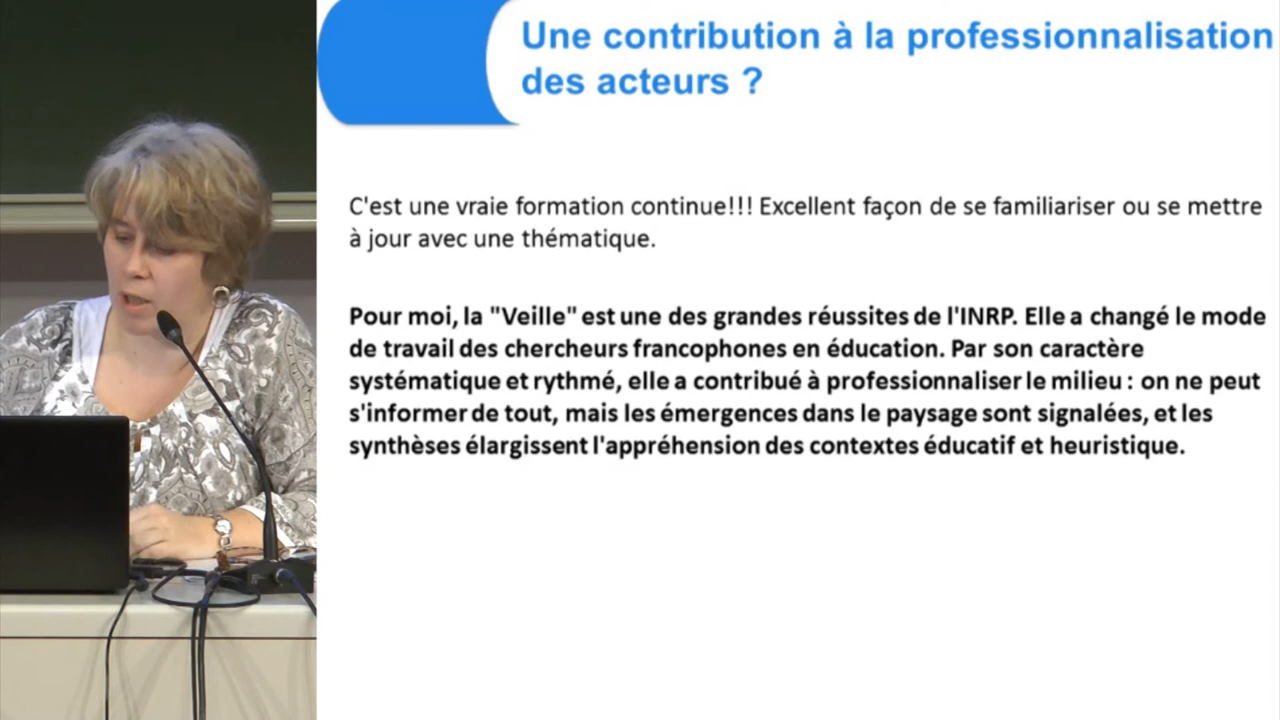 Une contribution à la professionnalisation
des acteurs ?
C'est une vraie formation continue!!! Excellent façon de se familiariser ou se mettre
à jour avec une thématique.
Pour moi, la "Veille" est une des grandes réussites de l'INRP. Elle a changé le mode
de travail des chercheurs francophones en éducation. Par son caractère
systématique et rythmé, elle a contribué à professionnaliser le milieu : on ne peut
s'informer de tout, mais les émergences dans le paysage sont signalées, et les
synthèses élargissent l'appréhension des contextes éducatif et heuristique.